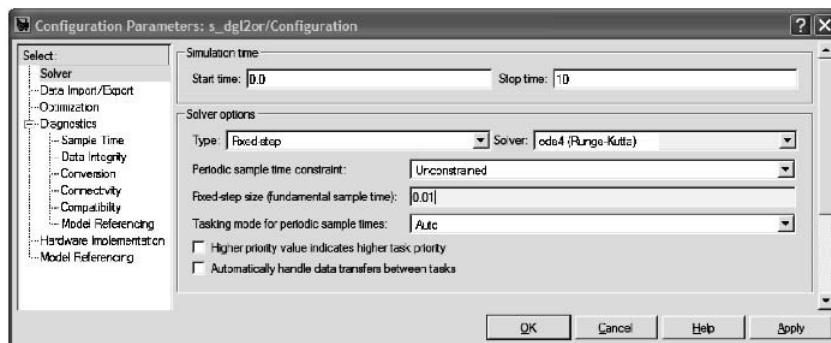 Configuration Parameters: s_dgl2or/Configuration
Select:
Solver
Data Import/Export
Optimization
Diagnostics
Sample Time
Data Integrity
Conversion
Connectivity
Compatibility
Model Referencing
Hardware Implementation
Model Referencing
Simulation time
Start time: 0.0 Stop time: 10
Solver options
Type: Fixed-step Solver: ode4 (Runge-Kutta)
Periodic sample time constraint: Unconstrained
Fixed-step size (fundamental sample time): 0.01
Tasking mode for periodic sample times: Auto
Higher priority value indicates higher task priority
Automatically handle data transfers between tasks
OK Cancel Help Apply